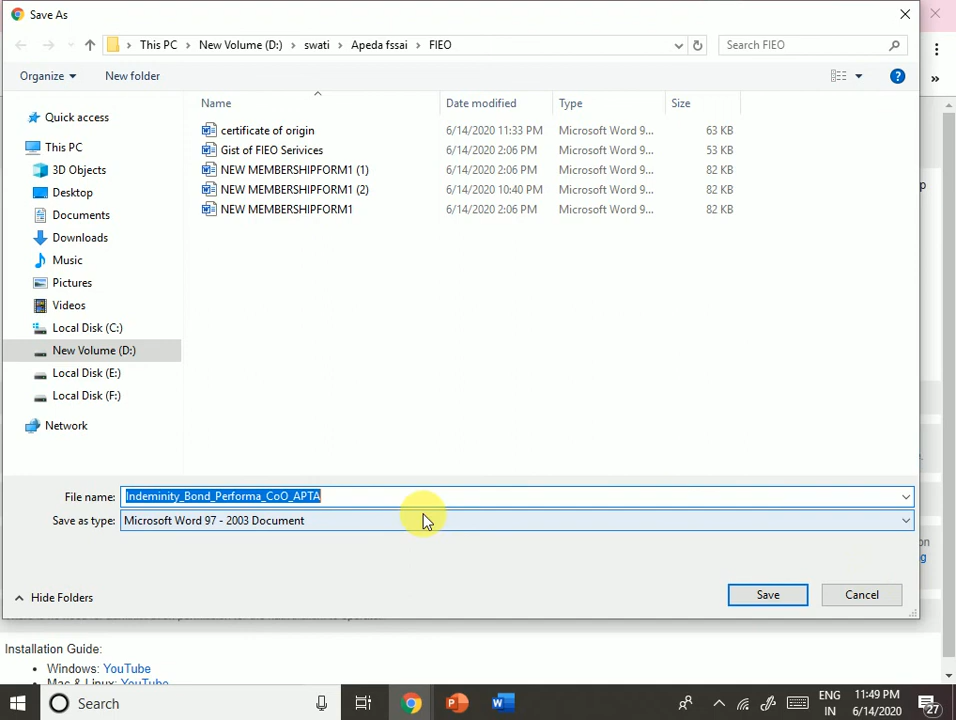 Save As
This PC > New Volume (D:) > swati > Apeda fssai > FIEO
Search FIEO
Organize
New folder
Name
Date modified
Type
Size
certificate of origin 6/14/2020 11:33 PM Microsoft Word 9... 63 KB
Gist of FIEO Serivices 6/14/2020 2:06 PM Microsoft Word 9... 53 KB
NEW MEMBERSHIPFORM1 (1) 6/14/2020 2:06 PM Microsoft Word 9... 82 KB
NEW MEMBERSHIPFORM1 (2) 6/14/2020 10:40 PM Microsoft Word 9... 82 KB
NEW MEMBERSHIPFORM1 6/14/2020 2:06 PM Microsoft Word 9... 82 KB
Quick access
This PC
3D Objects
Desktop
Documents
Downloads
Music
Pictures
Videos
Local Disk (C:)
New Volume (D:)
Local Disk (E:)
Local Disk (F:)
Network
File name: Indeminity_Bond_Performa_CoO_APTA
Save as type: Microsoft Word 97 - 2003 Document
Hide Folders
Save
Cancel
Installation Guide:
Windows: YouTube
Mac & Linux: YouTube
Search
ENG
IN
11:49 PM
6/14/2020
27